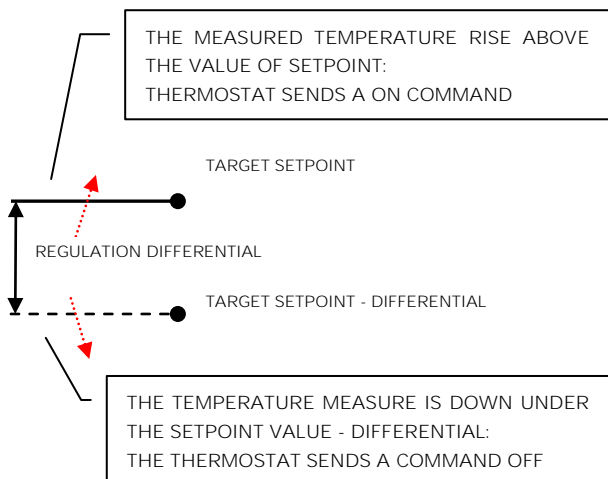 THE MEASURED TEMPERATURE RISE ABOVE
THE VALUE OF SETPOINT:
THERMOSTAT SENDS A ON COMMAND
TARGET SETPOINT
REGULATION DIFFERENTIAL
TARGET SETPOINT - DIFFERENTIAL
THE TEMPERATURE MEASURE IS DOWN UNDER
THE SETPOINT VALUE - DIFFERENTIAL:
THE THERMOSTAT SENDS A COMMAND OFF